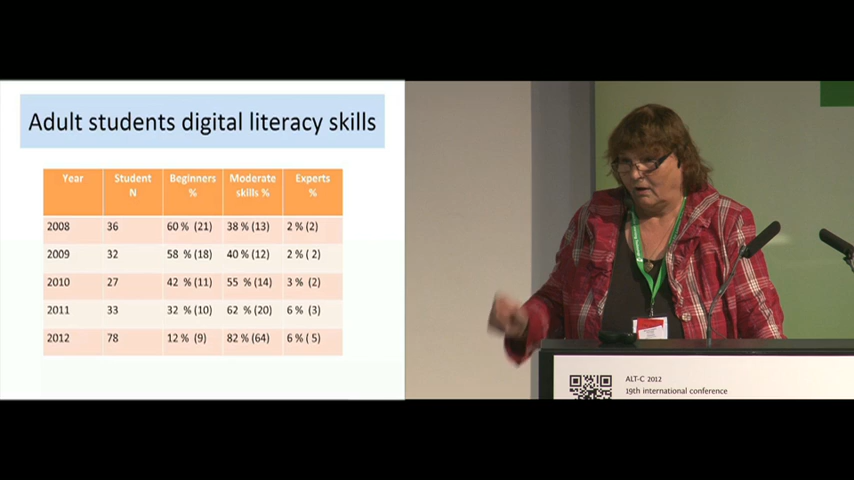 Adult students digital literacy skills
Year Student N Beginners % Moderate skills % Experts %
2008 36 60 % (21) 38 % (13) 2 % (2)
2009 32 58 % (18) 40 % (12) 2 % ( 2)
2010 27 42 % (11) 55 % (14) 3 % (2)
2011 33 32 % (10) 62 % (20) 6 % (3)
2012 78 12 % (9) 82 % (64) 6 % ( 5)
ALT-C 2012
19th international conference